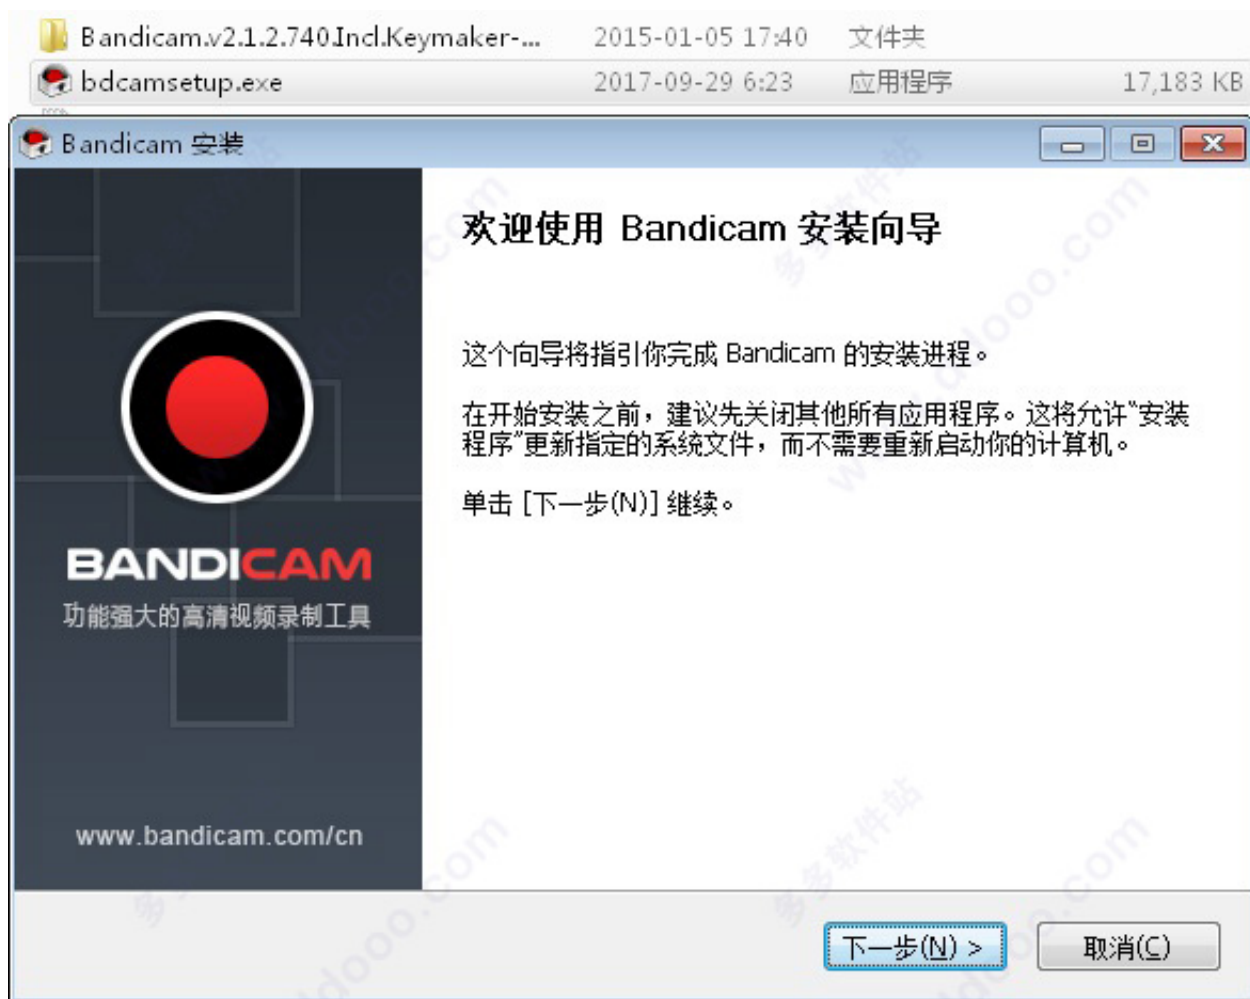 Bandicam.v2.1.2.740.Incl.Keymaker-... 2015-01-05 17:40 文件夹
bdcamsetup.exe 2017-09-29 6:23 应用程序 17,183 KB
Bandicam 安装
欢迎使用 Bandicam 安装向导
这个向导将指引你完成 Bandicam 的安装进程。
在开始安装之前，建议先关闭其他所有应用程序。这将允许"安装
程序"更新指定的系统文件，而不需要重新启动你的计算机。
单击 [下一步(N)] 继续。
BANDICAM
功能强大的高清视频录制工具
www.bandicam.com/cn
下一步(N) >
取消(C)